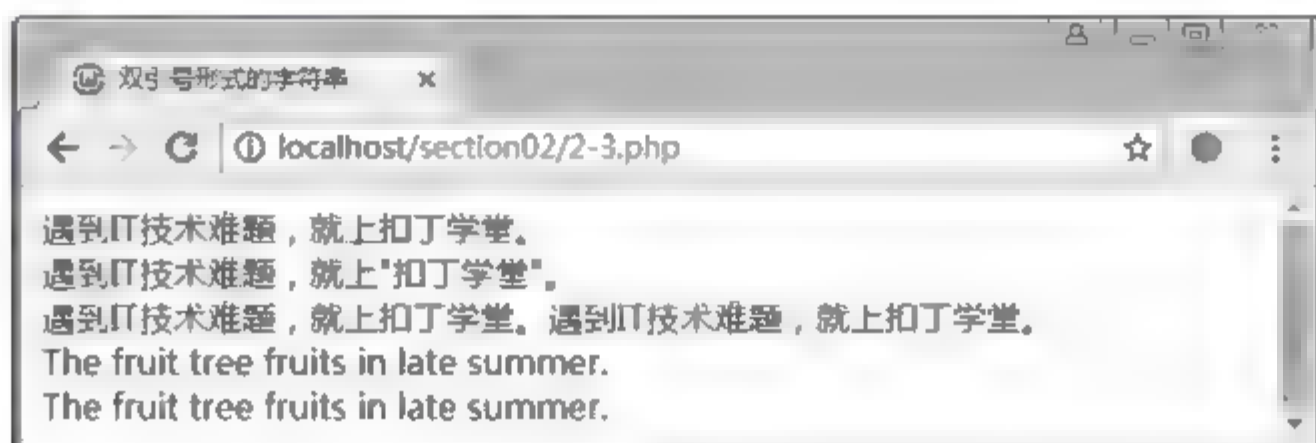 双引号形式的字符串
localhost/section02/2-3.php
遇到IT技术难题，就上扣丁学堂。
遇到IT技术难题，就上"扣丁学堂"。
遇到IT技术难题，就上扣丁学堂。遇到IT技术难题，就上扣丁学堂。
The fruit tree fruits in late summer.
The fruit tree fruits in late summer.